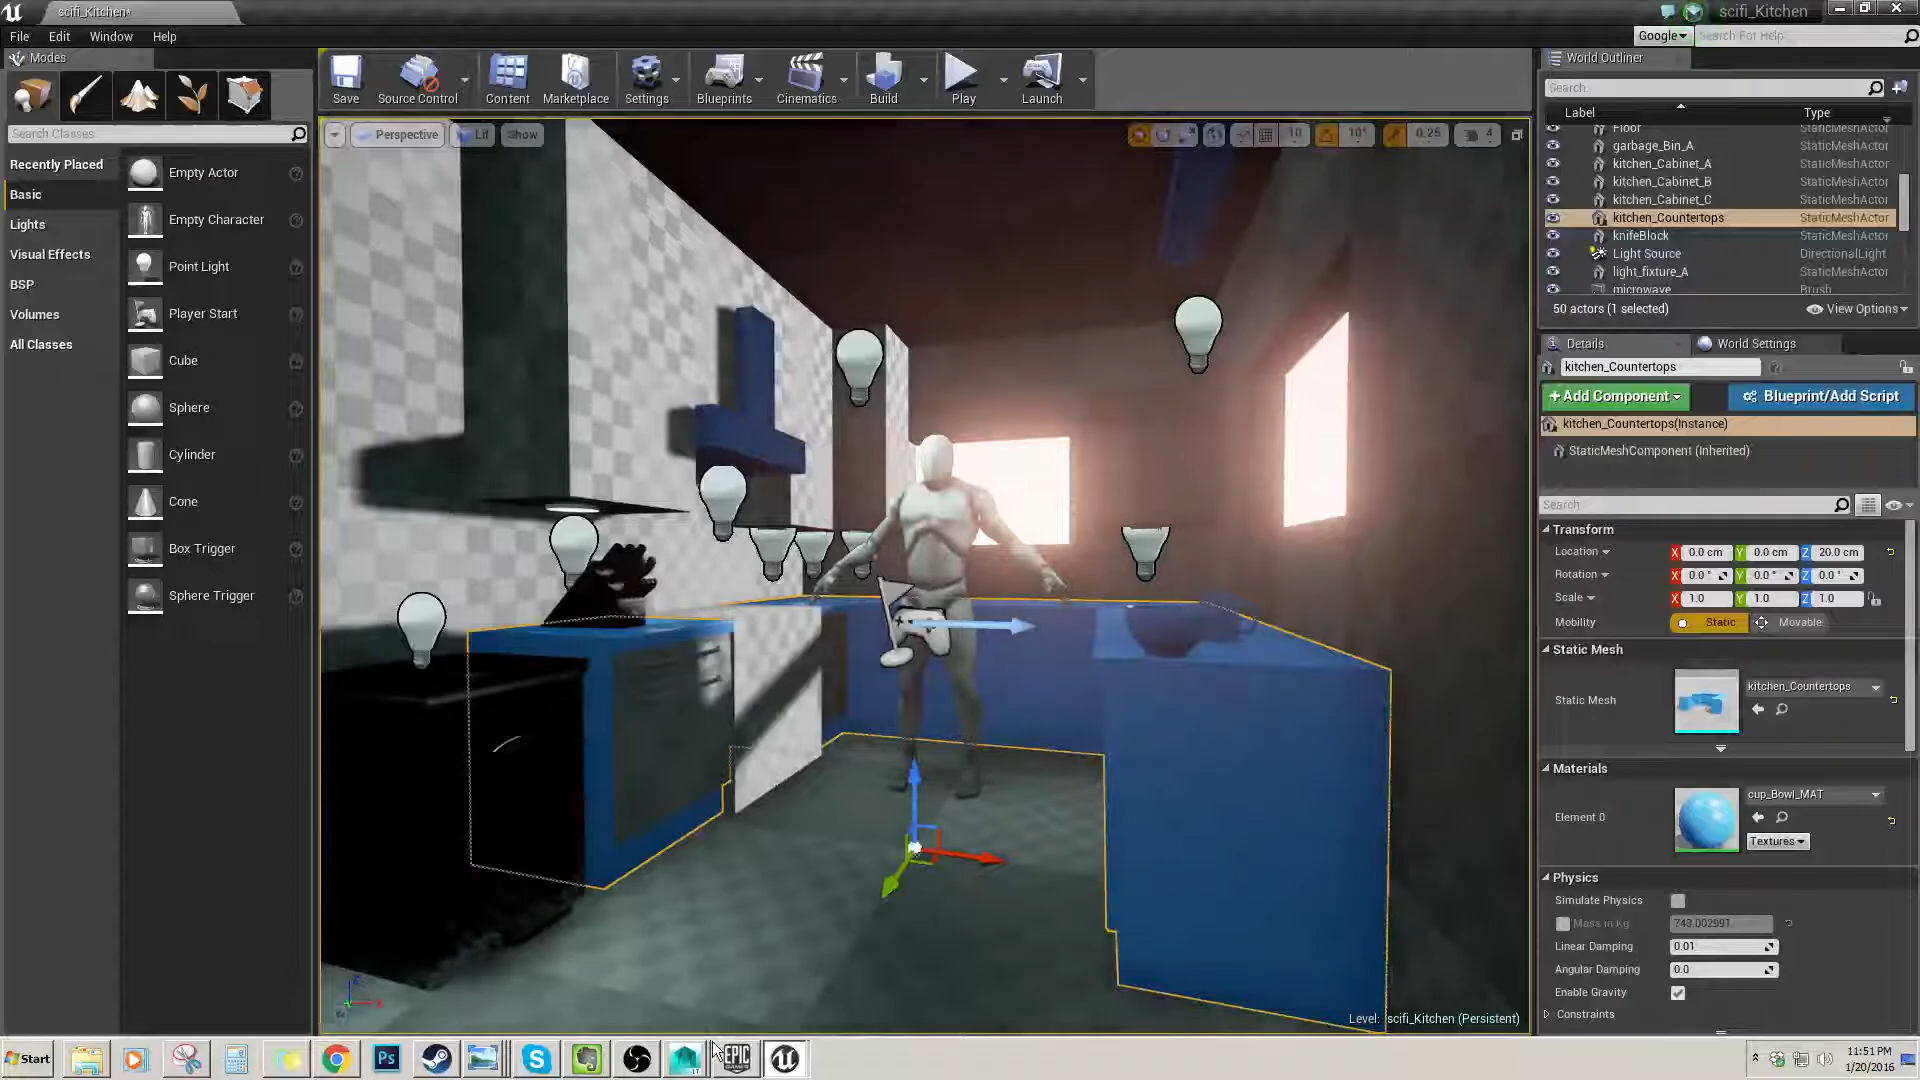 scifi_Kitchen*
scifi_Kitchen
File Edit Window Help
Google Search For Help
Modes
Search Classes
Recently Placed
Basic
Lights
Visual Effects
BSP
Volumes
All Classes
Empty Actor
Empty Character
Point Light
Player Start
Cube
Sphere
Cylinder
Cone
Box Trigger
Sphere Trigger
Save Source Control Content Marketplace Settings Blueprints Cinematics Build Play Launch
Perspective Lit Show 10 10° 0.25 4
World Outliner
Search
Label Type
Floor StaticMeshActor
garbage_Bin_A StaticMeshActor
kitchen_Cabinet_A StaticMeshActor
kitchen_Cabinet_B StaticMeshActor
kitchen_Cabinet_C StaticMeshActor
kitchen_Countertops StaticMeshActor
knifeBlock StaticMeshActor
Light Source DirectionalLight
light_fixture_A StaticMeshActor
microwave Brush
50 actors (1 selected) View Options
Details World Settings
kitchen_Countertops
+Add Component Blueprint/Add Script
kitchen_Countertops(Instance)
StaticMeshComponent (Inherited)
Search
Transform
Location X 0.0 cm Y 0.0 cm Z 20.0 cm
Rotation X 0.0 ° Y 0.0 ° Z 0.0 °
Scale X 1.0 Y 1.0 Z 1.0
Mobility Static Movable
Static Mesh
Static Mesh kitchen_Countertops
Materials
Element 0 cup_Bowl_MAT
Textures
Physics
Simulate Physics
Mass in Kg 743.002991
Linear Damping 0.01
Angular Damping 0.0
Enable Gravity
Constraints
Level: scifi_Kitchen (Persistent)
Start Ps LT EPIC GAMES
11:51 PM
1/20/2016